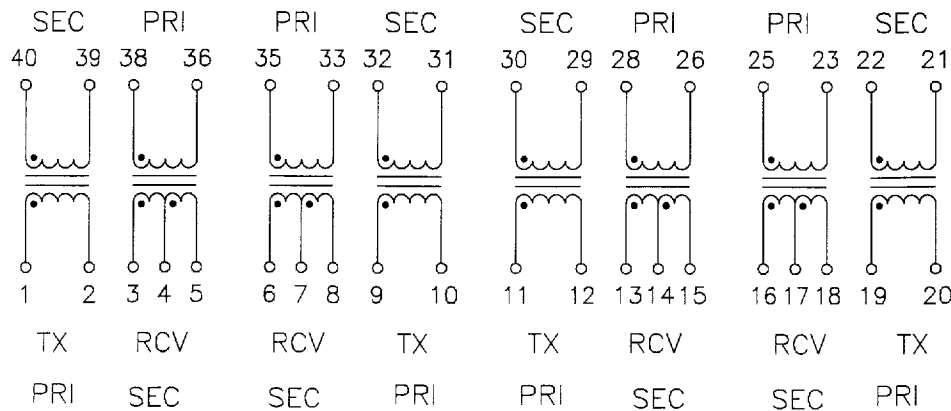 SEC PRI PRI SEC SEC PRI PRI SEC
40 39 38 36 35 33 32 31 30 29 28 26 25 23 22 21
1 2 3 4 5 6 7 8 9 10 11 12 13 14 15 16 17 18 19 20
TX RCV RCV TX TX RCV RCV TX
PRI SEC SEC PRI PRI SEC SEC PRI